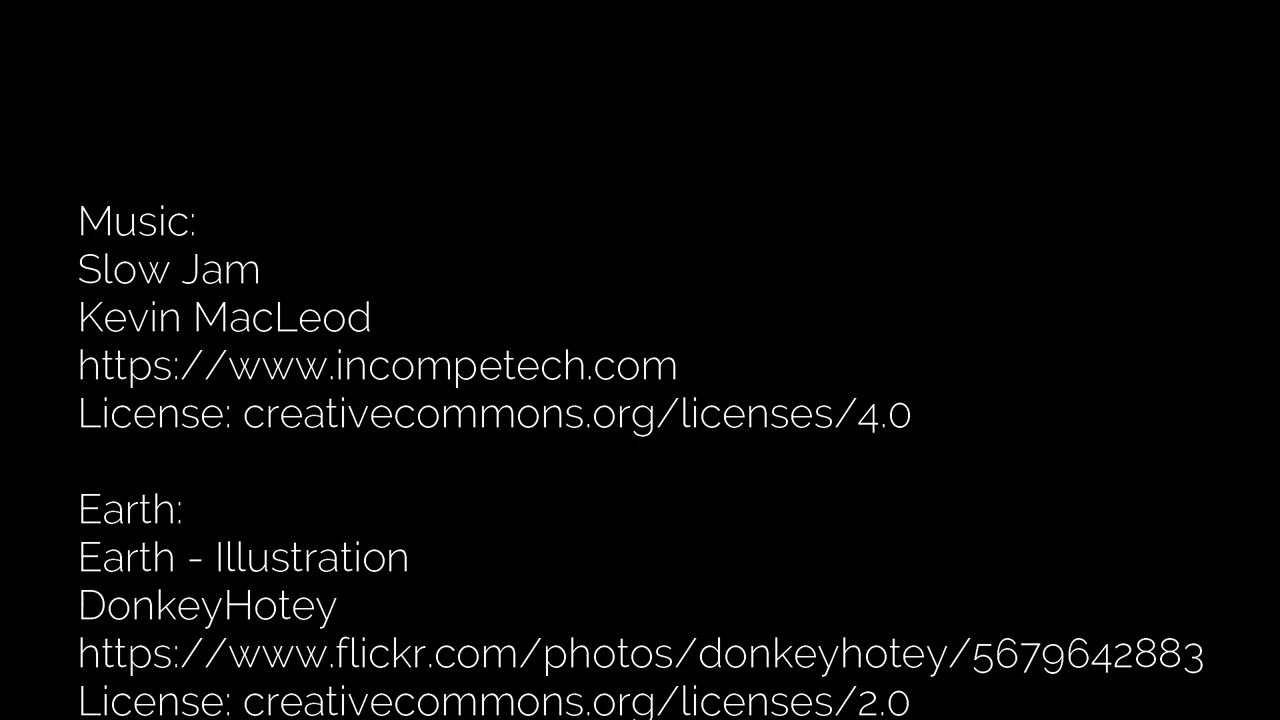 Music:
Slow Jam
Kevin MacLeod
https://www.incompetech.com
License: creativecommons.org/licenses/4.0
Earth:
Earth - Illustration
DonkeyHotey
https://www.flickr.com/photos/donkeyhotey/5679642883
License: creativecommons.org/licenses/2.0